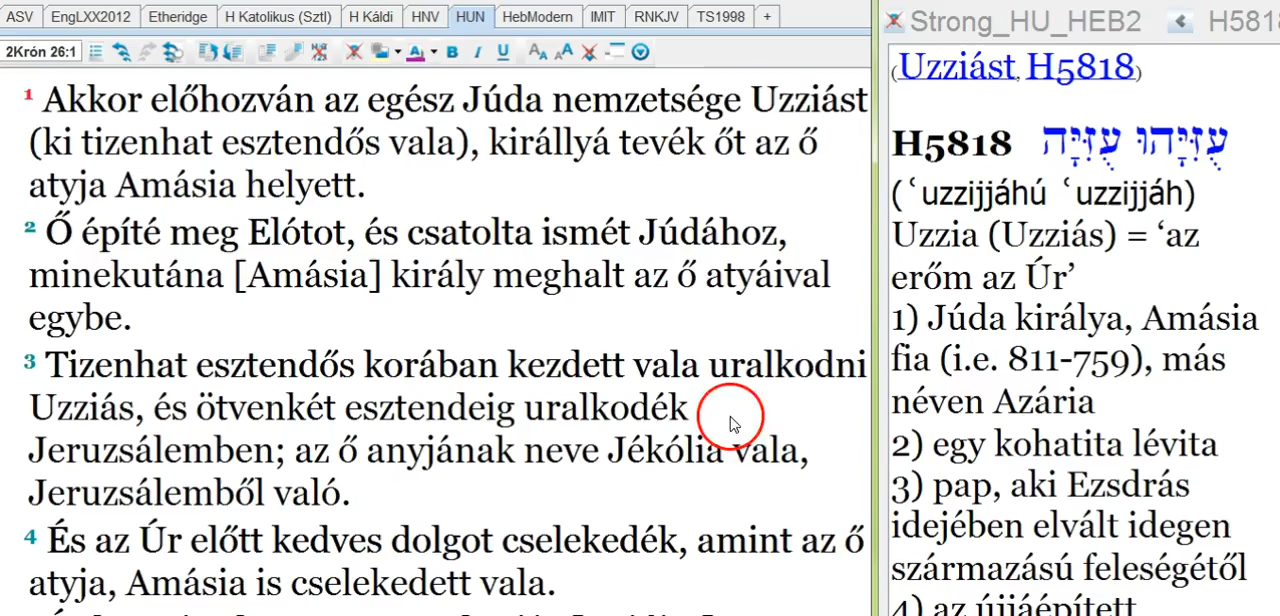 ASV EngLXX2012 Etheridge H Katolikus (Sztl) H Káldi HNV HUN HebModern IMIT RNKJV TS1998 +
2Krón 26:1
1 Akkor előhozván az egész Júda nemzetsége Uzziást
(ki tizenhat esztendős vala), királlyá tevék őt az ő
atyja Amásia helyett.
2 Ő építé meg Elótot, és csatolta ismét Júdához,
minekutána [Amásia] király meghalt az ő atyáival
egybe.
3 Tizenhat esztendős korában kezdett vala uralkodni
Uzziás, és ötvenkét esztendeig uralkodék
Jeruzsálemben; az ő anyjának neve Jékólia vala,
Jeruzsálemből való.
4 És az Úr előtt kedves dolgot cselekedék, amint az ő
atyja, Amásia is cselekedett vala.
Strong_HU_HEB2 H5818
(Uzziást, H5818)
H5818 עֻזִּיָּהוּ עֻזִּיָּה
(ʿuzzijjáhú ʿuzzijjáh)
Uzzia (Uzziás) = ‘az
erőm az Úr’
1) Júda királya, Amásia
fia (i.e. 811-759), más
néven Azária
2) egy kohatita lévita
3) pap, aki Ezsdrás
idejében elvált idegen
származású feleségétől
4) az újjáépített